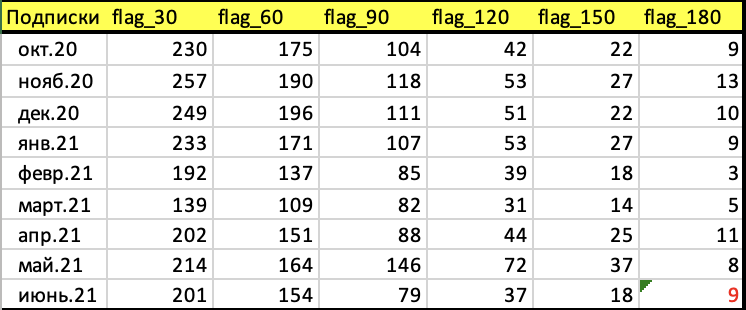 Подписки flag_30 flag_60 flag_90 flag_120 flag_150 flag_180
окт.20 230 175 104 42 22 9
нояб.20 257 190 118 53 27 13
дек.20 249 196 111 51 22 10
янв.21 233 171 107 53 27 9
февр.21 192 137 85 39 18 3
март.21 139 109 82 31 14 5
апр.21 202 151 88 44 25 11
май.21 214 164 146 72 37 8
июнь.21 201 154 79 37 18 9